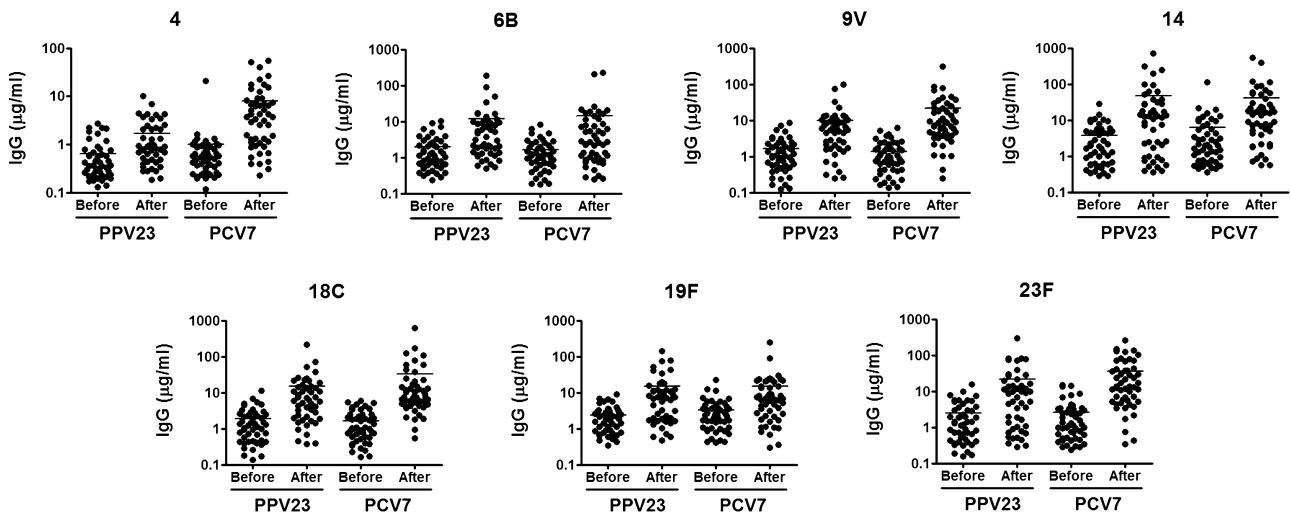 4
6B
9V
14
IgG (µg/ml)
100
10
1
0.1
Before After Before After
PPV23 PCV7
IgG (µg/ml)
1000
100
10
1
0.1
Before After Before After
PPV23 PCV7
IgG (µg/ml)
1000
100
10
1
0.1
Before After Before After
PPV23 PCV7
IgG (µg/ml)
1000
100
10
1
0.1
Before After Before After
PPV23 PCV7
18C
19F
23F
IgG (µg/ml)
1000
100
10
1
0.1
Before After Before After
PPV23 PCV7
IgG (µg/ml)
1000
100
10
1
0.1
Before After Before After
PPV23 PCV7
IgG (µg/ml)
1000
100
10
1
0.1
Before After Before After
PPV23 PCV7